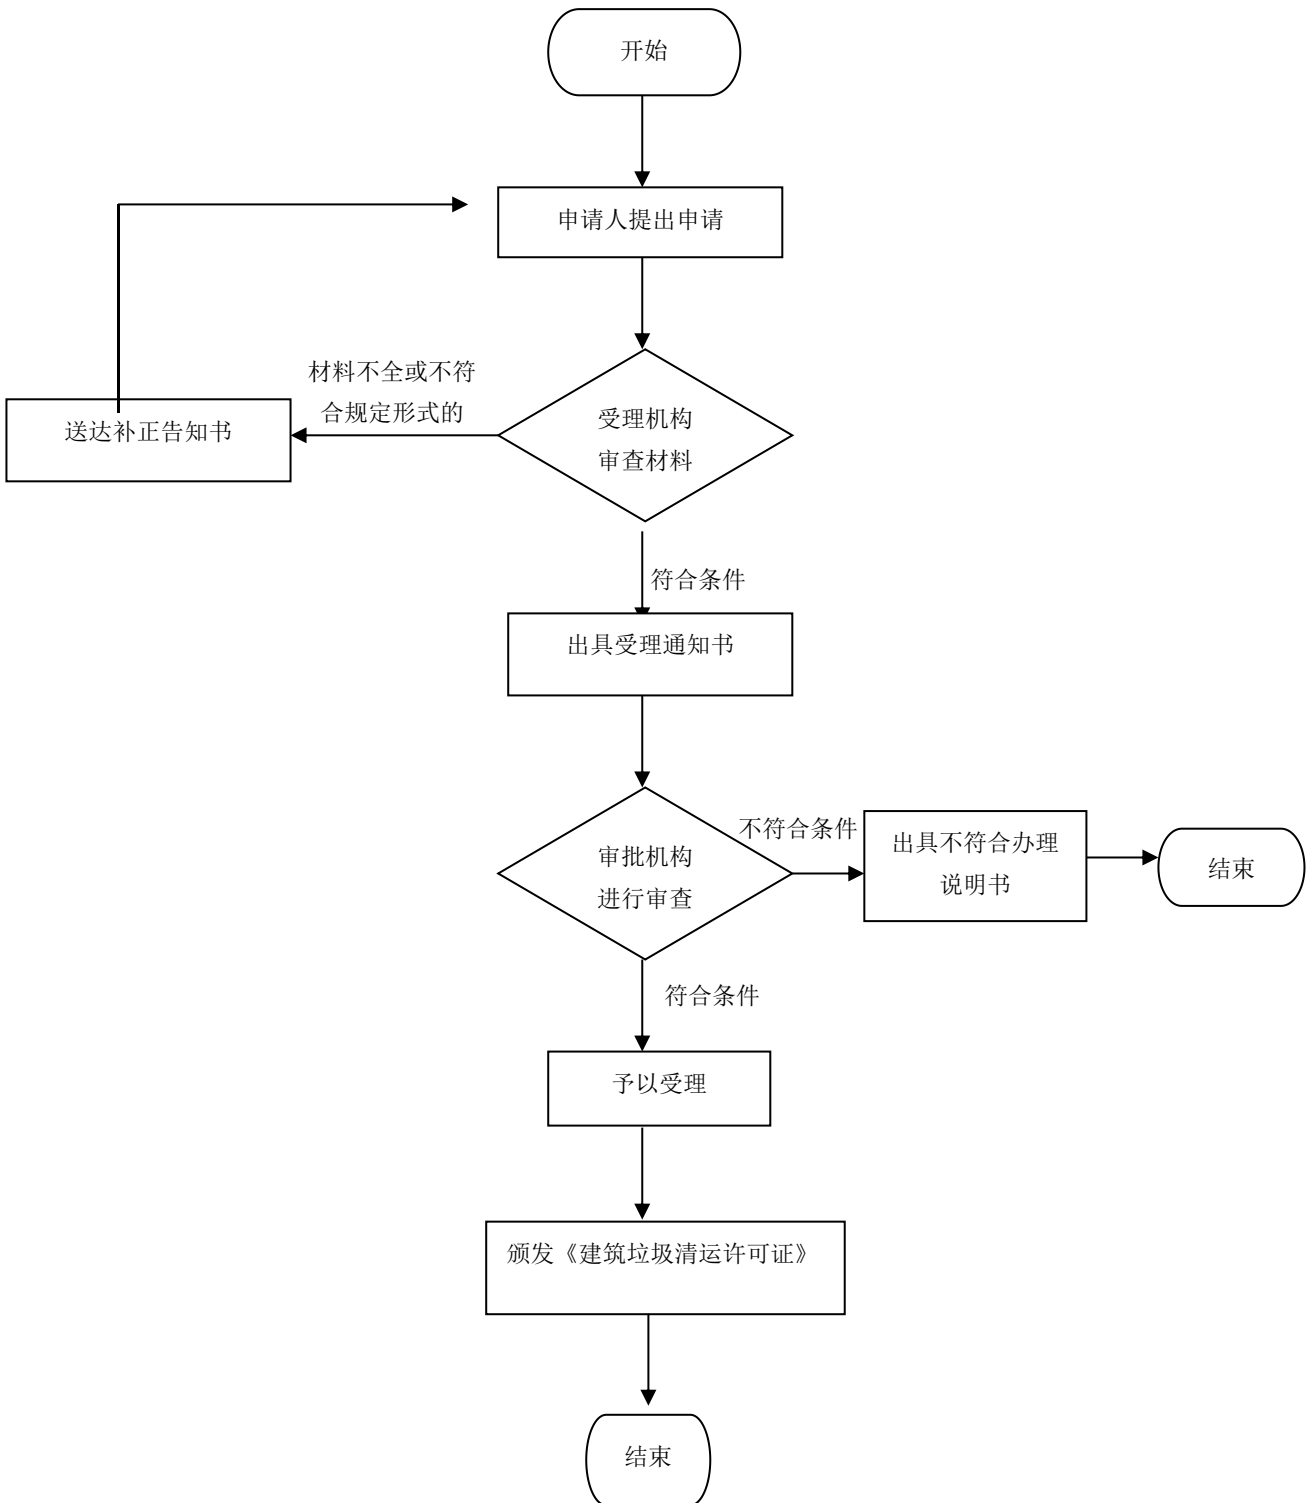 开始
申请人提出申请
材料不全或不符
合规定形式的
送达补正告知书
受理机构
审查材料
符合条件
出具受理通知书
不符合条件
审批机构
进行审查
出具不符合办理
说明书
结束
符合条件
予以受理
颁发《建筑垃圾清运许可证》
结束